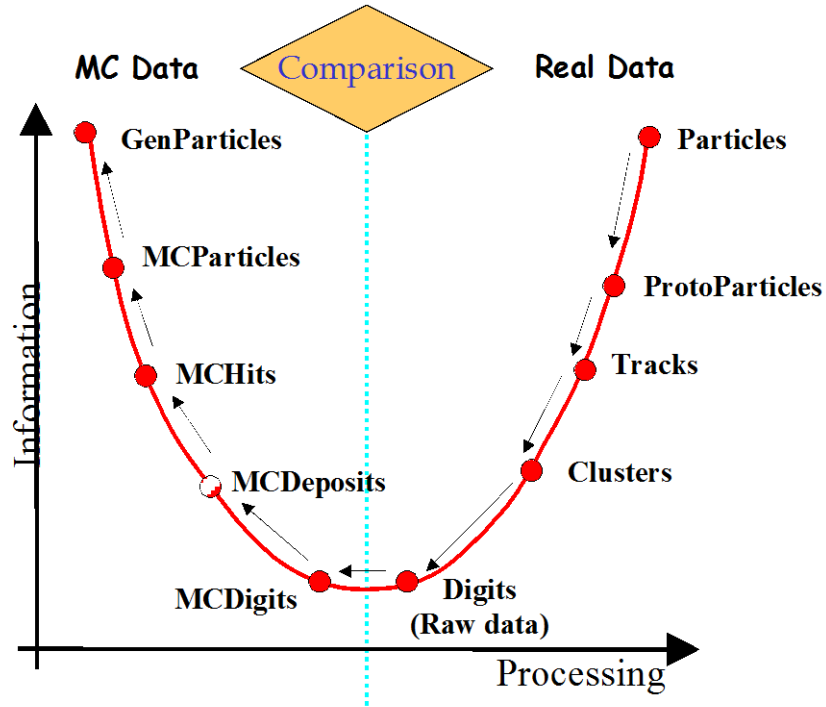 MC Data
Comparison
Real Data
GenParticles
Particles
MCParticles
ProtoParticles
MCHits
Tracks
Information
MCDeposits
Clusters
MCDigits
Digits
(Raw data)
Processing